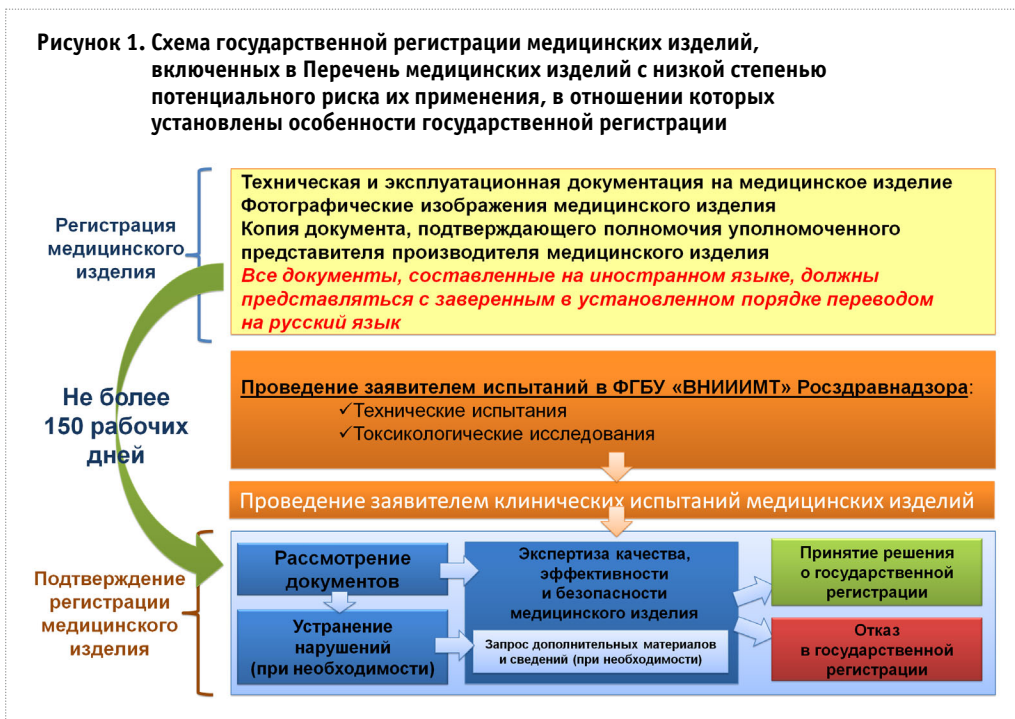 Рисунок 1. Схема государственной регистрации медицинских изделий,
включенных в Перечень медицинских изделий с низкой степенью
потенциального риска их применения, в отношении которых
установлены особенности государственной регистрации
Регистрация
медицинского
изделия
Техническая и эксплуатационная документация на медицинское изделие
Фотографические изображения медицинского изделия
Копия документа, подтверждающего полномочия уполномоченного
представителя производителя медицинского изделия
Все документы, составленные на иностранном языке, должны
представляться с заверенным в установленном порядке переводом
на русский язык
Не более
150 рабочих
дней
Проведение заявителем испытаний в ФГБУ «ВНИИИМТ» Росздравнадзора:
✓Технические испытания
✓Токсикологические исследования
Проведение заявителем клинических испытаний медицинских изделий
Подтверждение
регистрации
медицинского
изделия
Рассмотрение
документов
Устранение
нарушений
(при необходимости)
Экспертиза качества,
эффективности
и безопасности
медицинского изделия
Запрос дополнительных материалов
и сведений (при необходимости)
Принятие решения
о государственной
регистрации
Отказ
в государственной
регистрации